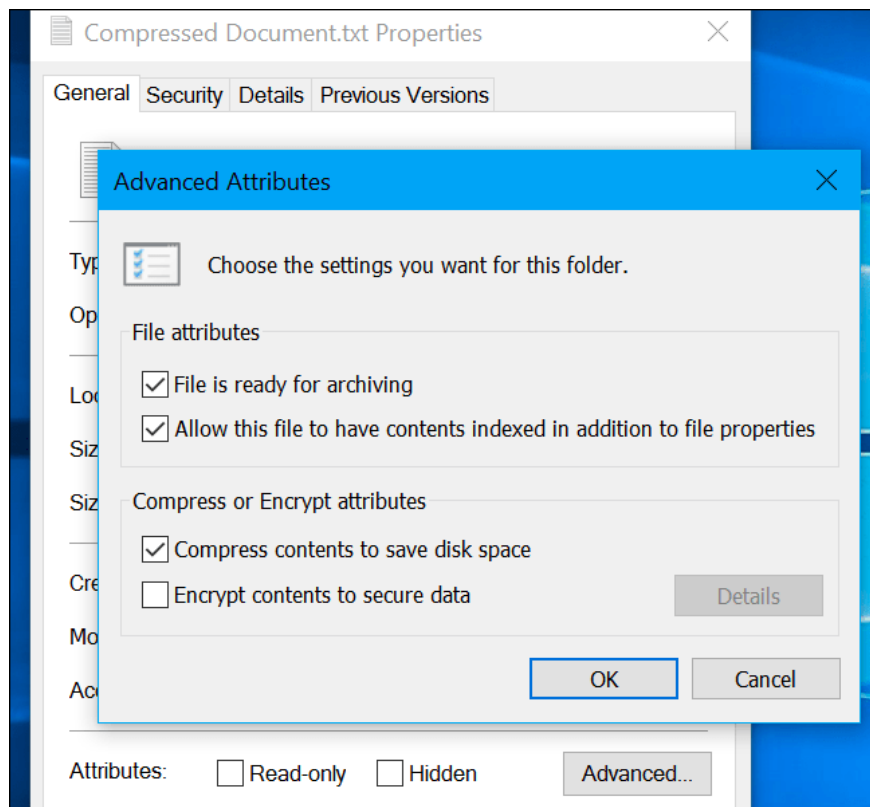 Compressed Document.txt Properties
General Security Details Previous Versions
Advanced Attributes
Choose the settings you want for this folder.
File attributes
File is ready for archiving
Allow this file to have contents indexed in addition to file properties
Compress or Encrypt attributes
Compress contents to save disk space
Encrypt contents to secure data
Details
OK Cancel
Attributes: Read-only Hidden Advanced...